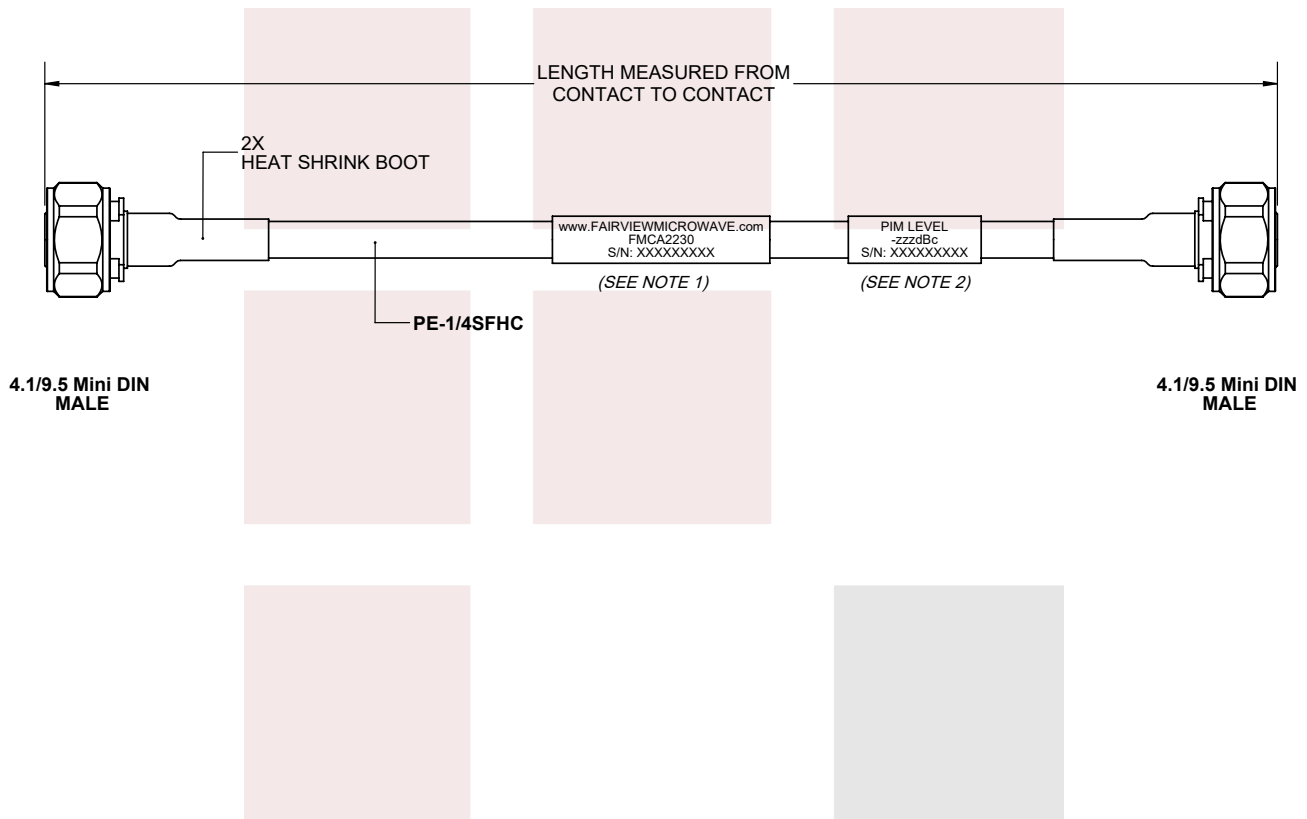 LENGTH MEASURED FROM
CONTACT TO CONTACT
2X
HEAT SHRINK BOOT
www.FAIRVIEWMICROWAVE.com
FMCA2230
S/N: XXXXXXXXX
PIM LEVEL
-zzzdBc
S/N: XXXXXXXXX
(SEE NOTE 1)
(SEE NOTE 2)
PE-1/4SFHC
4.1/9.5 Mini DIN
MALE
4.1/9.5 Mini DIN
MALE